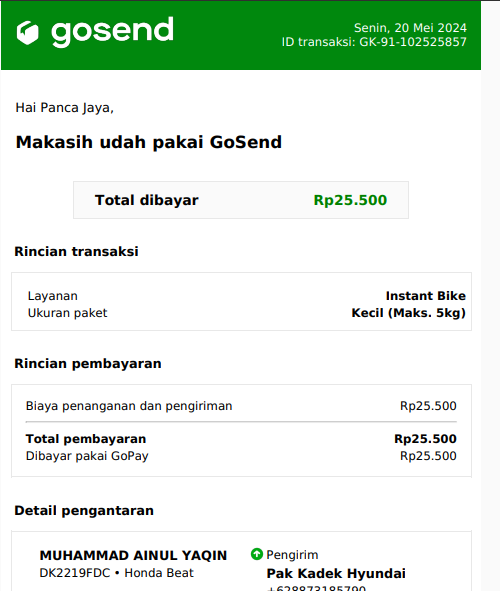 gosend
Senin, 20 Mei 2024
ID transaksi: GK-91-102525857
Hai Panca Jaya,
Makasih udah pakai GoSend
Total dibayar Rp25.500
Rincian transaksi
Layanan Instant Bike
Ukuran paket Kecil (Maks. 5kg)
Rincian pembayaran
Biaya penanganan dan pengiriman Rp25.500
Total pembayaran Rp25.500
Dibayar pakai GoPay Rp25.500
Detail pengantaran
MUHAMMAD AINUL YAQIN
DK2219FDC • Honda Beat
Pengirim
Pak Kadek Hyundai
+628873185790